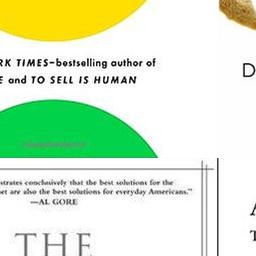 RK TIMES–bestselling author of
E and TO SELL IS HUMAN
D
strates conclusively that the best solutions for the
et are also the best solutions for everyday Americans."
—AL GORE
THE